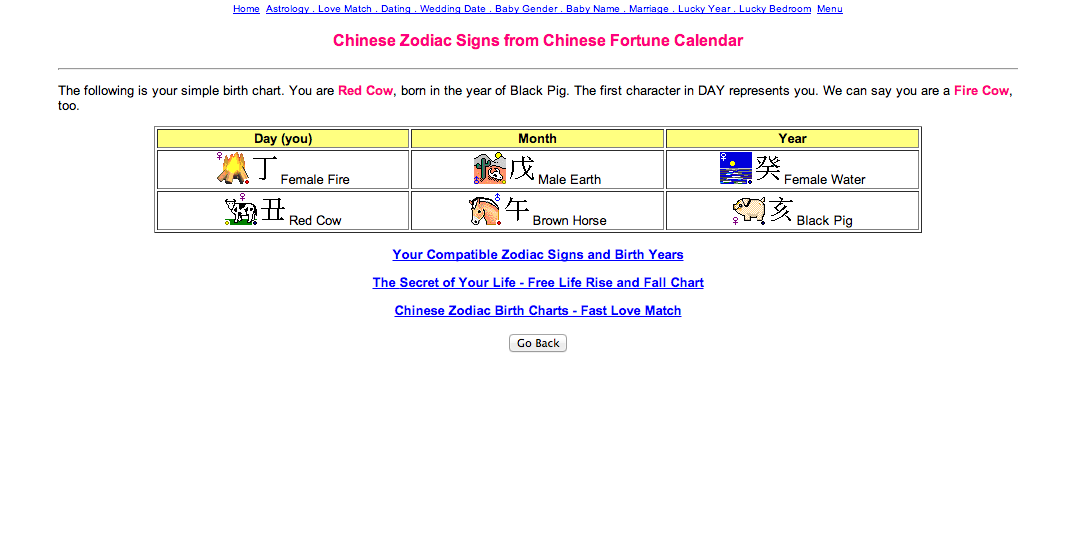 Home Astrology . Love Match . Dating . Wedding Date . Baby Gender . Baby Name . Marriage . Lucky Year . Lucky Bedroom Menu
Chinese Zodiac Signs from Chinese Fortune Calendar
The following is your simple birth chart. You are Red Cow, born in the year of Black Pig. The first character in DAY represents you. We can say you are a Fire Cow,
too.
Day (you) Month Year
丁 Female Fire 戊 Male Earth 癸 Female Water
丑 Red Cow 午 Brown Horse 亥 Black Pig
Your Compatible Zodiac Signs and Birth Years
The Secret of Your Life - Free Life Rise and Fall Chart
Chinese Zodiac Birth Charts - Fast Love Match
Go Back